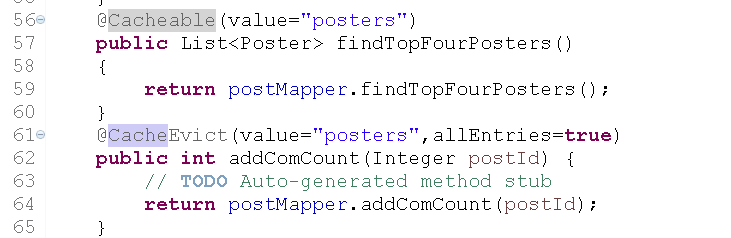 56 @Cacheable(value="posters")
57 public List<Poster> findTopFourPosters()
58 {
59 return postMapper.findTopFourPosters();
60 }
61 @CacheEvict(value="posters",allEntries=true)
62 public int addComCount(Integer postId) {
63 // TODO Auto-generated method stub
64 return postMapper.addComCount(postId);
65 }